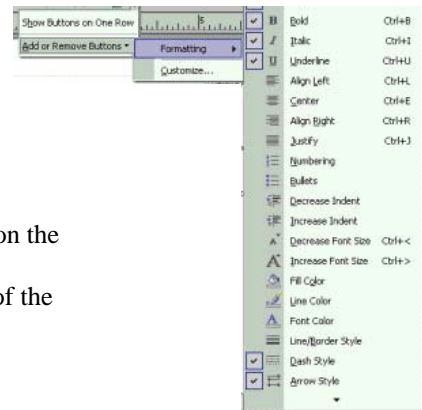 Show Buttons on One Row
Add or Remove Buttons
Formatting
Customize...
Bold Ctrl+B
Italic Ctrl+I
Underline Ctrl+U
Align Left Ctrl+L
Center Ctrl+E
Align Right Ctrl+R
Justify Ctrl+J
Numbering
Bullets
Decrease Indent
Increase Indent
Decrease Font Size Ctrl+<
Increase Font Size Ctrl+>
Fill Color
Line Color
Font Color
Line/Border Style
Dash Style
Arrow Style
on the
of the